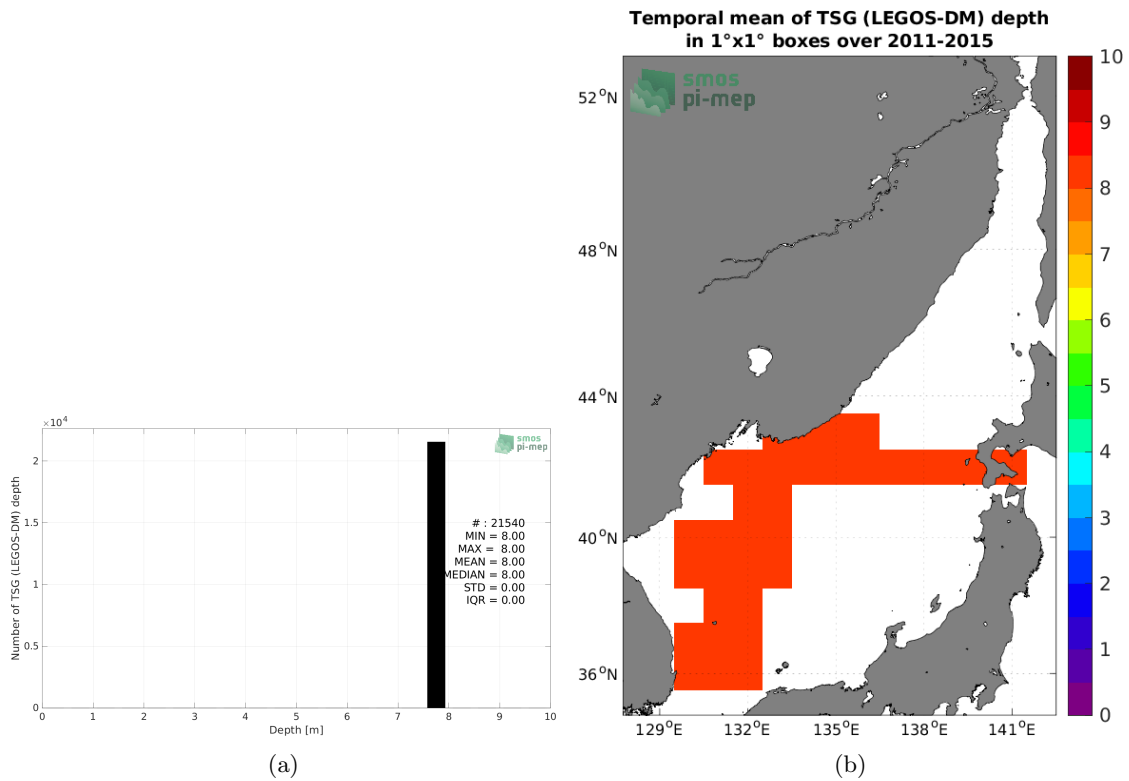 ×10⁴
2
1.5
1
0.5
0
Number of TSG (LEGOS-DM) depth
smos
pi-mep
# : 21540
MIN = 8.00
MAX = 8.00
MEAN = 8.00
MEDIAN = 8.00
STD = 0.00
IQR = 0.00
0 1 2 3 4 5 6 7 8 9 10
Depth [m]
(a)
Temporal mean of TSG (LEGOS-DM) depth
in 1°x1° boxes over 2011-2015
smos
pi-mep
52°N
48°N
44°N
40°N
36°N
129°E 132°E 135°E 138°E 141°E
10
9
8
7
6
5
4
3
2
1
0
(b)